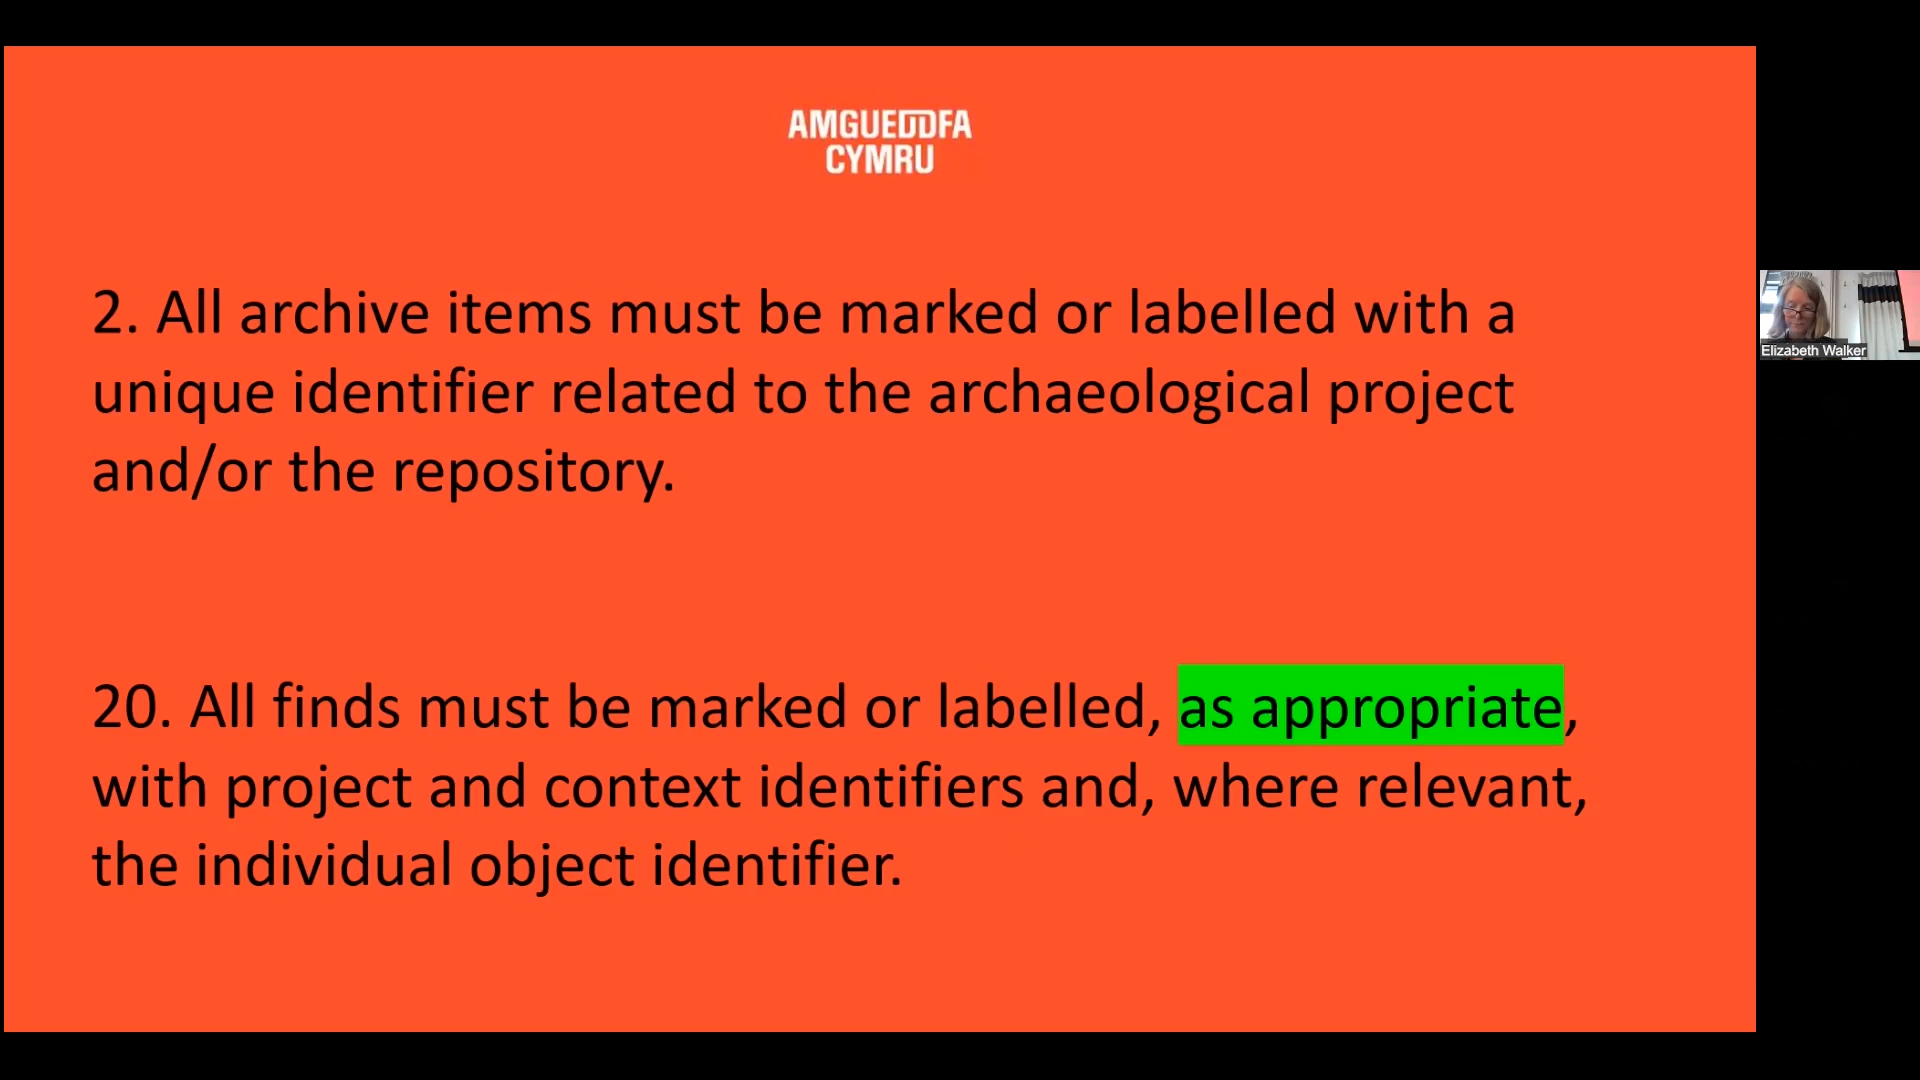 AMGUEDDFA
CYMRU
2. All archive items must be marked or labelled with a
unique identifier related to the archaeological project
and/or the repository.
20. All finds must be marked or labelled, as appropriate,
with project and context identifiers and, where relevant,
the individual object identifier.
Elizabeth Walker